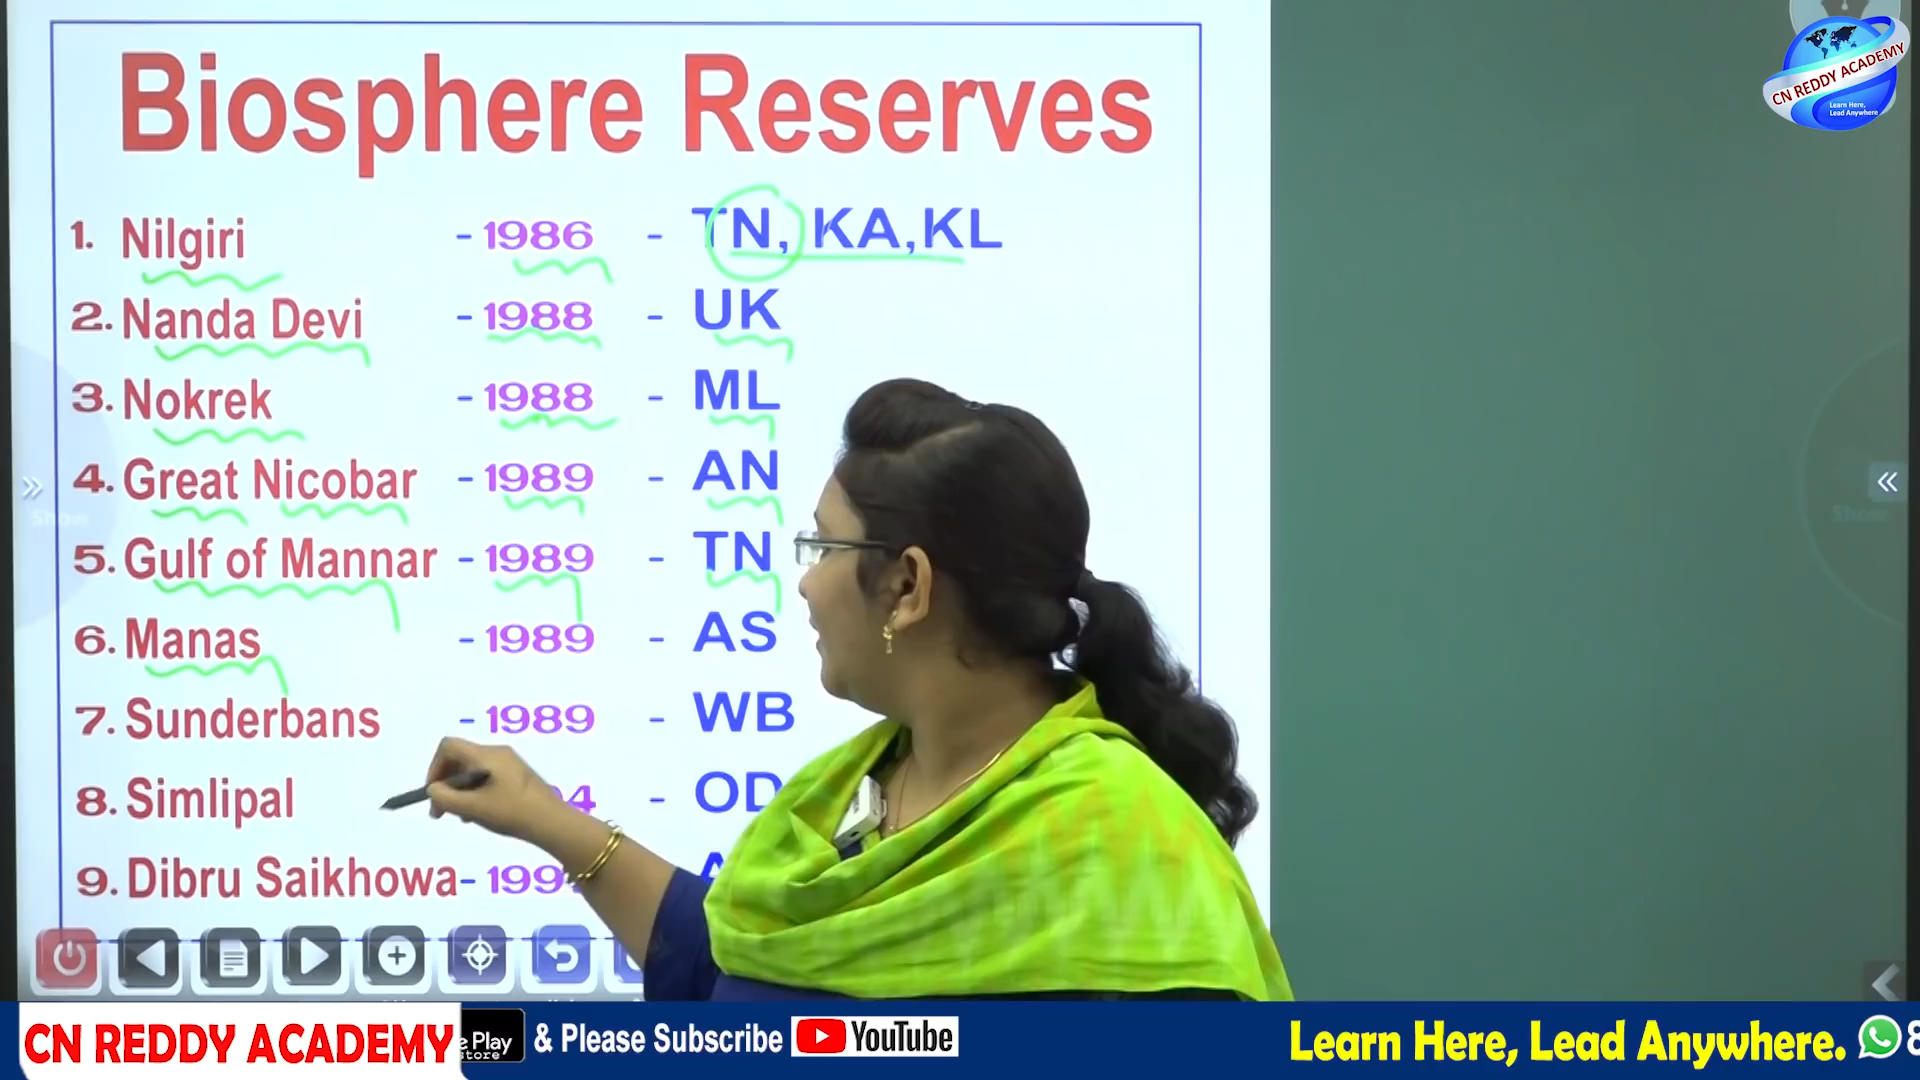 Biosphere Reserves
1. Nilgiri - 1986 - TN, KA, KL
2. Nanda Devi - 1988 - UK
3. Nokrek - 1988 - ML
4. Great Nicobar - 1989 - AN
5. Gulf of Mannar - 1989 - TN
6. Manas - 1989 - AS
7. Sunderbans - 1989 - WB
8. Simlipal - OD
9. Dibru Saikhowa -
CN REDDY ACADEMY
Learn Here,
Lead Anywhere
Show
Show
CN REDDY ACADEMY
Play
& Please Subscribe
YouTube
Learn Here, Lead Anywhere.